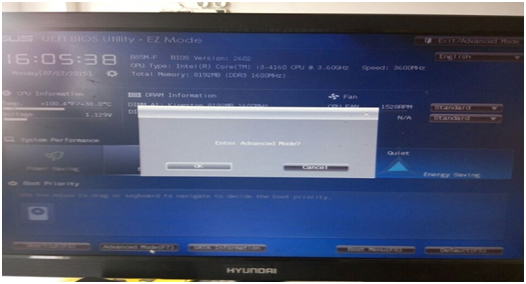 SUS UEFI BIOS Utility - EZ Mode
Exit/Advanced Mode
16:05:38
Monday[07/07/2015]
B85M-F BIOS Version: 2602
English
CPU Type: Intel(R) Core(TM) i3-4160 CPU @ 3.60GHz Speed: 3600MHz
Total Memory: 8192MB (DDR3 1600MHz)
CPU Information
DRAM Information
Fan
Temp. +100.4°F/+38.0°C
CPU FAN 1528RPM Standard
Voltage 1.129V
N/A Standard
Enter Advanced Mode?
OK
Cancel
System Performance
Quiet
Power Saving
Energy Saving
Boot Priority
Use mouse to drag or keyboard to navigate to decide the boot priority.
Advanced Mode(F7)
SATA Information
Boot Menu(F8)
Default(F5)
HYUNDAI